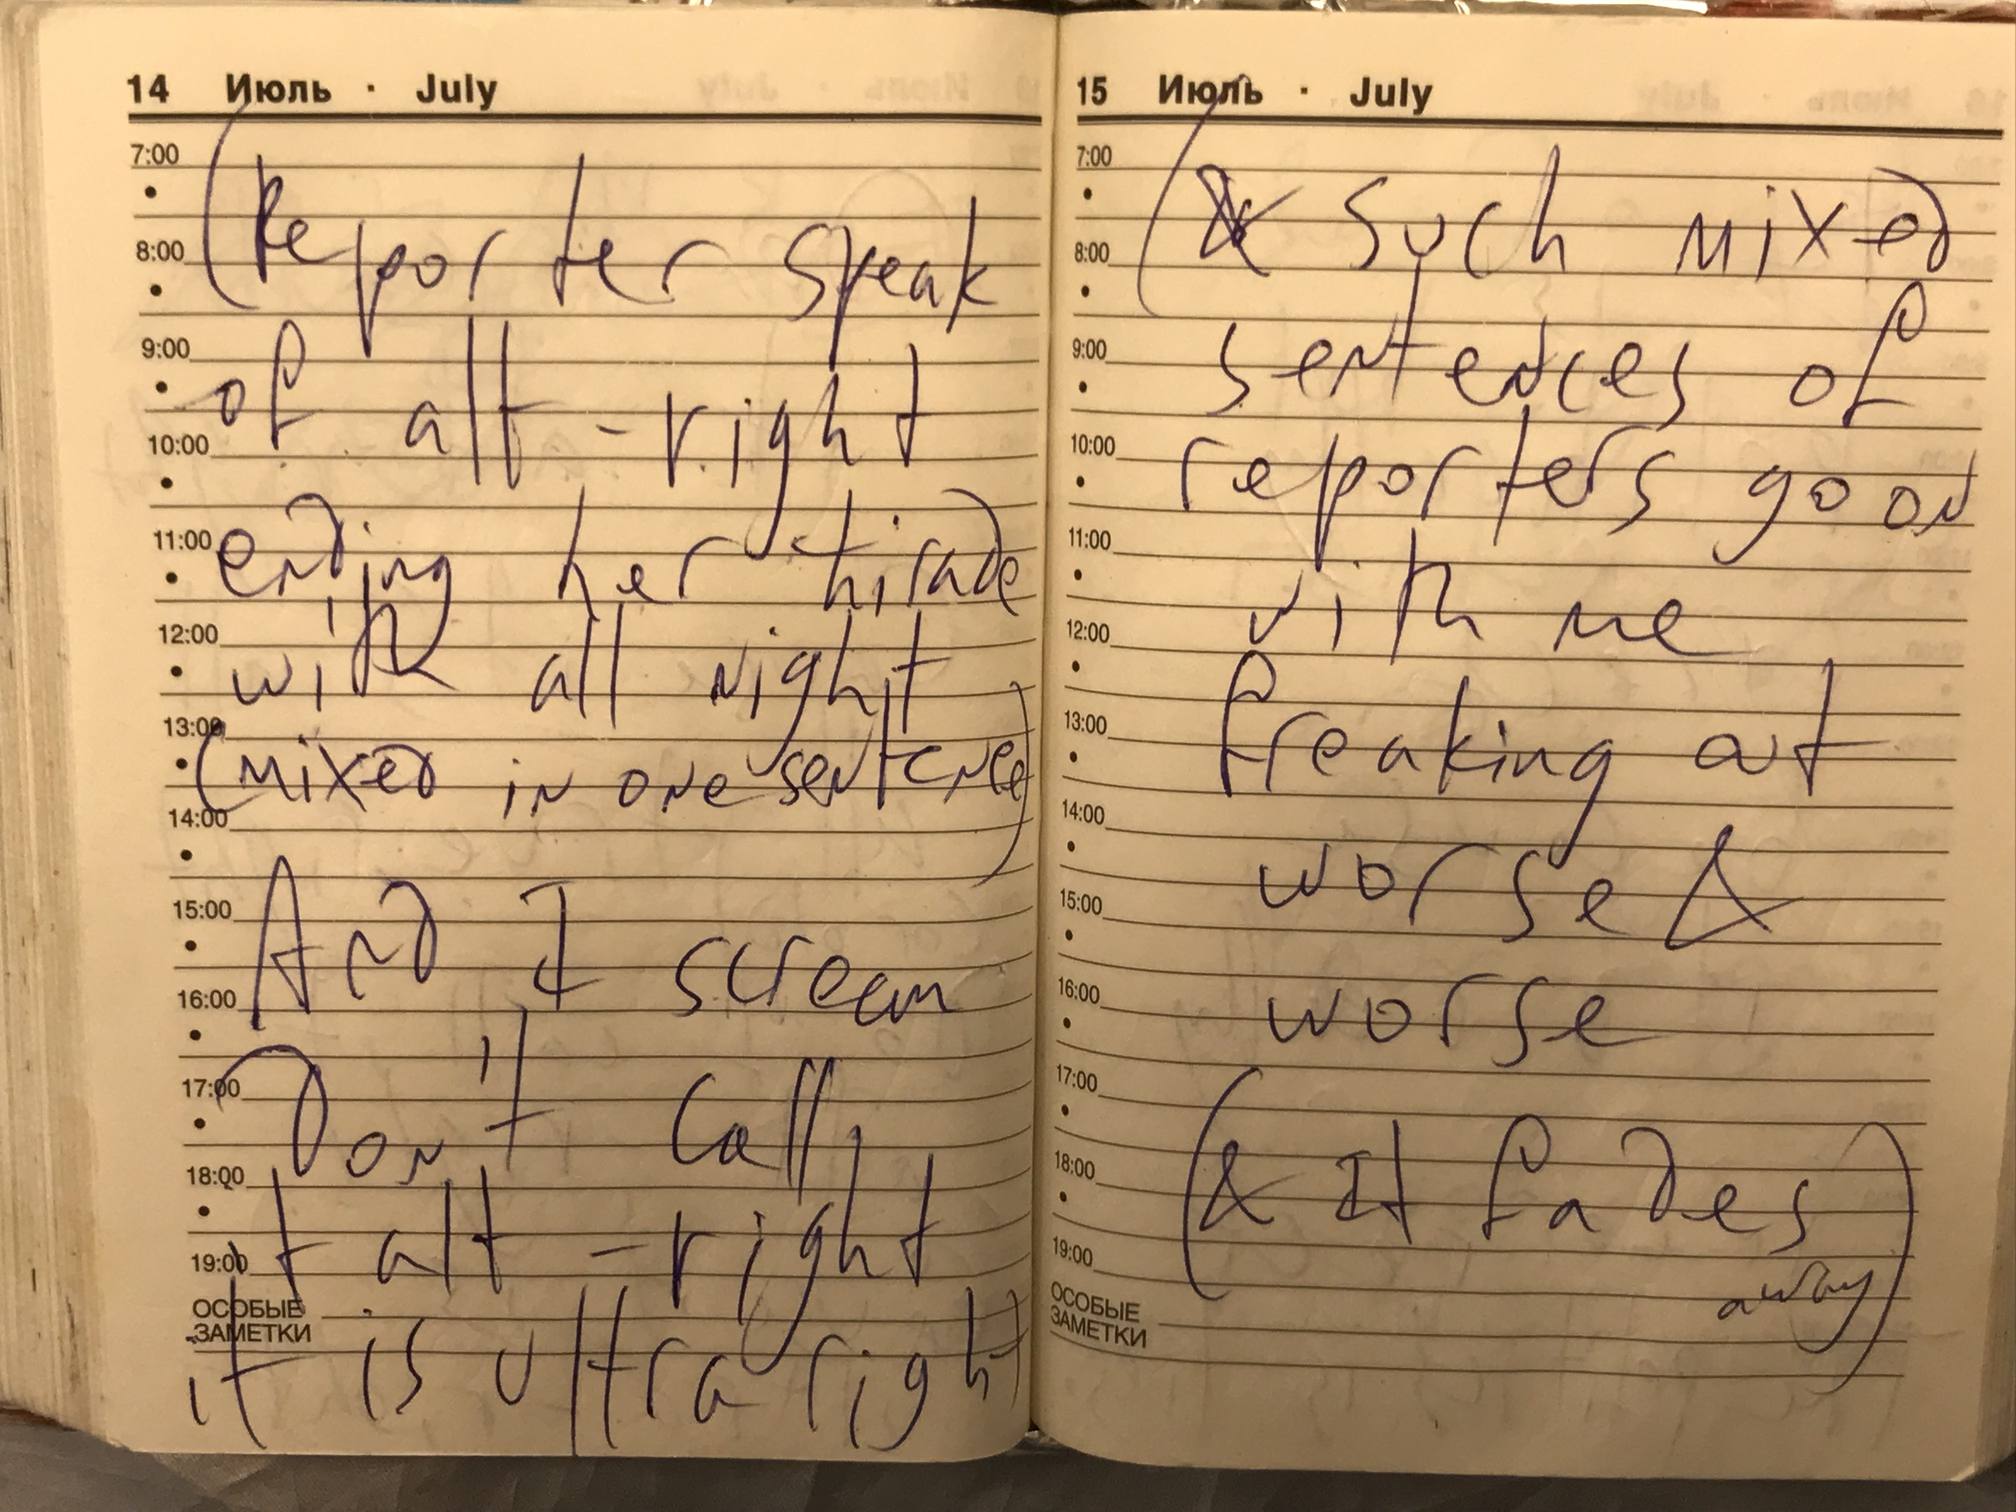 14 Июль · July
7:00
(Reporter speak
8:00
9:00
of alt-right
10:00
ending her tirade
11:00
with all night
12:00
13:00
(mixed in one sentence)
14:00
And I scream
15:00
16:00
Don't call
17:00
18:00
it alt-right
19:00
ОСОБЫЕ
ЗАМЕТКИ
it is ultra right)
15 Июль · July
7:00
(& such mixed
8:00
sentences of
9:00
reporters go on
10:00
11:00
with me
12:00
freaking out
13:00
14:00
worse &
15:00
worse
16:00
17:00
(& It fades
18:00
19:00
away)
ОСОБЫЕ
ЗАМЕТКИ